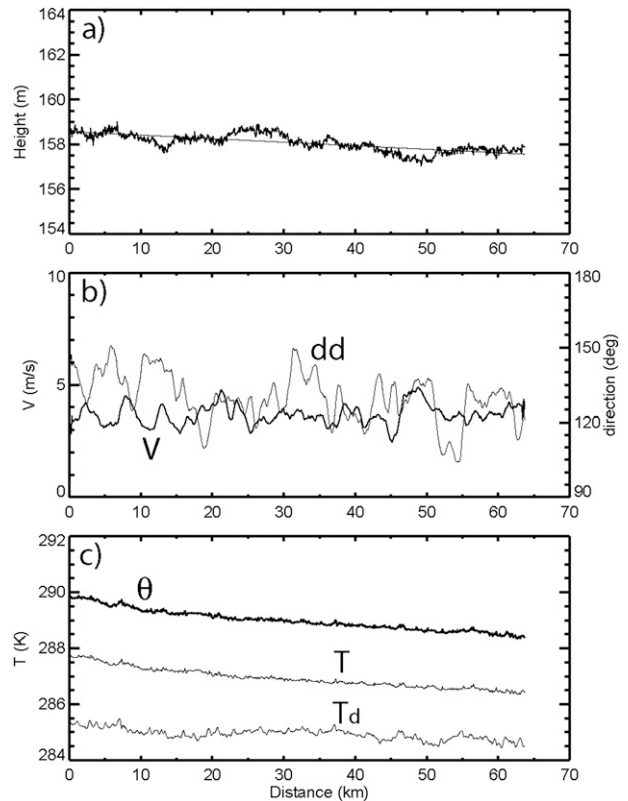 a)
164
162
160
158
156
154
Height (m)
0 10 20 30 40 50 60 70
b)
10
5
0
V (m/s)
180
150
120
90
direction (deg)
dd
V
0 10 20 30 40 50 60 70
c)
292
290
288
286
284
T (K)
θ
T
Td
0 10 20 30 40 50 60 70
Distance (km)